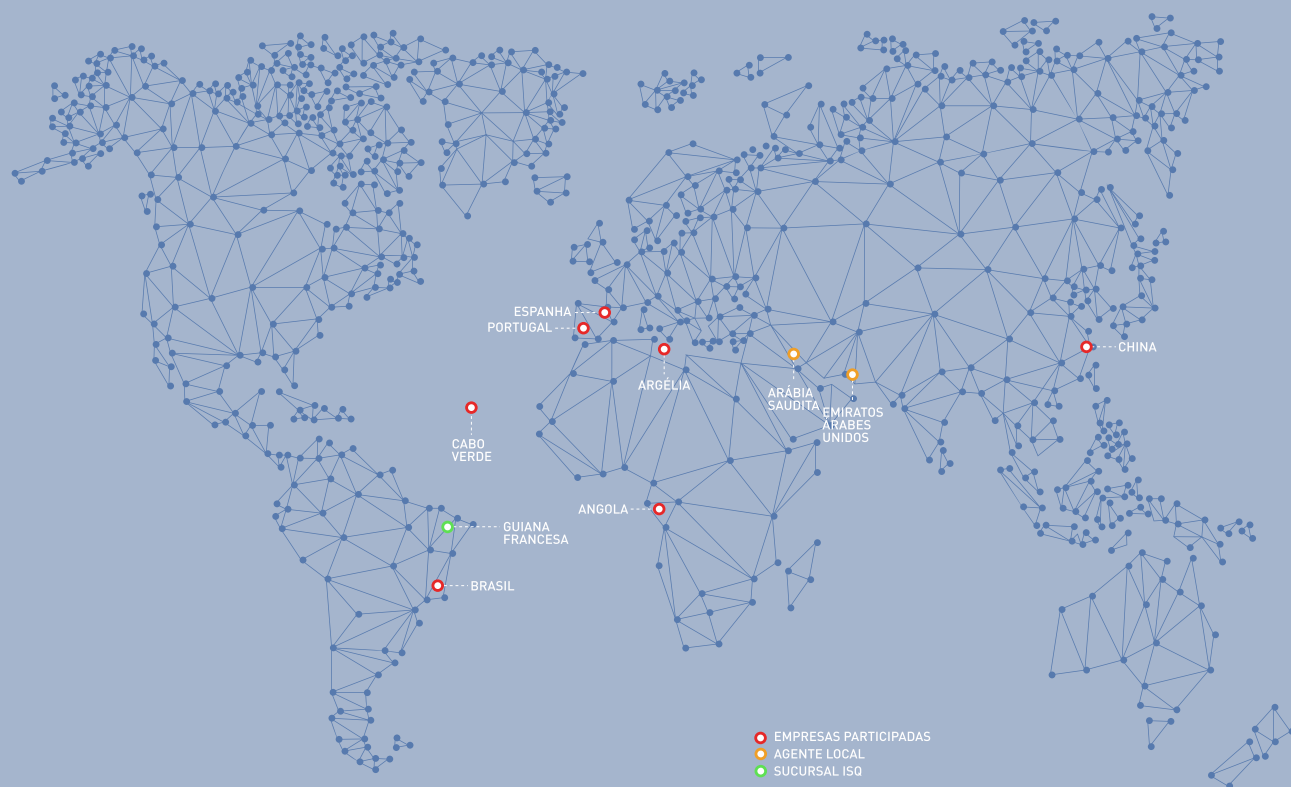 ESPANHA
PORTUGAL
CHINA
ARGÉLIA
ARÁBIA
SAUDITA
EMIRATOS
ÁRABES
UNIDOS
CABO
VERDE
ANGOLA
GUIANA
FRANCESA
BRASIL
EMPRESAS PARTICIPADAS
AGENTE LOCAL
SUCURSAL ISQ